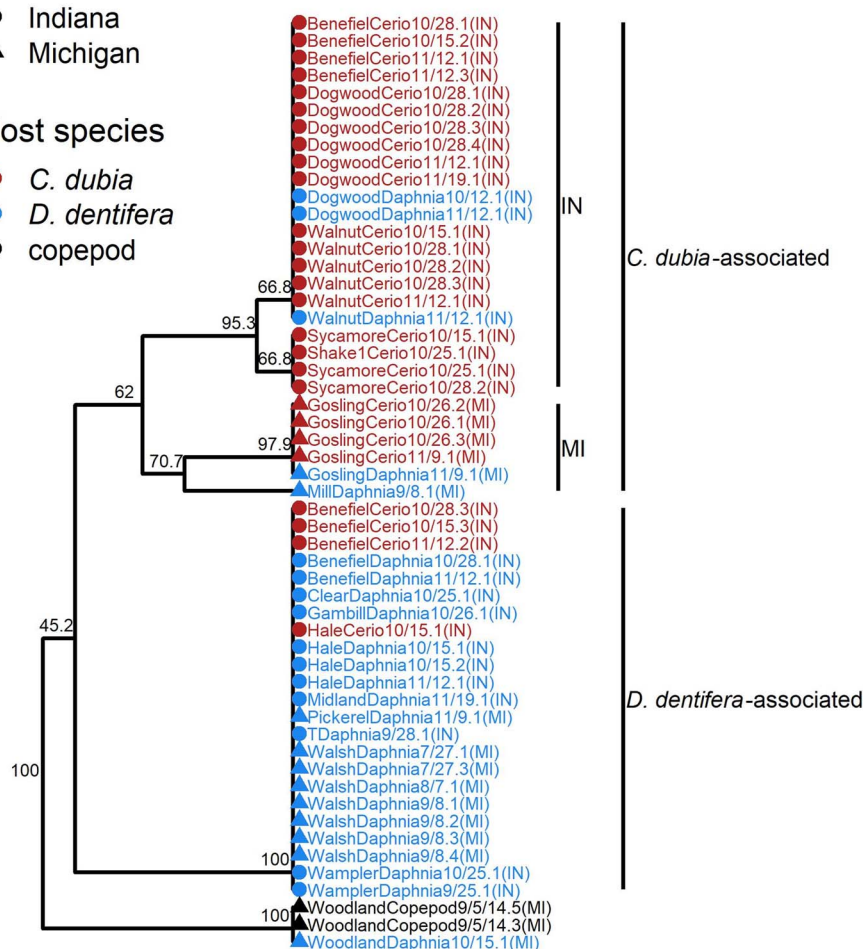 Indiana
Michigan
ost species
C. dubia
D. dentifera
copepod
BenefielCerio10/28.1(IN)
BenefielCerio10/15.2(IN)
BenefielCerio11/12.1(IN)
BenefielCerio11/12.3(IN)
DogwoodCerio10/28.1(IN)
DogwoodCerio10/28.2(IN)
DogwoodCerio10/28.3(IN)
DogwoodCerio10/28.4(IN)
DogwoodCerio11/12.1(IN)
DogwoodCerio11/19.1(IN)
DogwoodDaphnia10/12.1(IN)
DogwoodDaphnia11/12.1(IN)
WalnutCerio10/15.1(IN)
WalnutCerio10/28.1(IN)
WalnutCerio10/28.2(IN)
WalnutCerio10/28.3(IN)
WalnutCerio11/12.1(IN)
WalnutDaphnia11/12.1(IN)
SycamoreCerio10/15.1(IN)
Shake1Cerio10/25.1(IN)
SycamoreCerio10/25.1(IN)
SycamoreCerio10/28.2(IN)
GoslingCerio10/26.2(MI)
GoslingCerio10/26.1(MI)
GoslingCerio10/26.3(MI)
GoslingCerio11/9.1(MI)
GoslingDaphnia11/9.1(MI)
MillDaphnia9/8.1(MI)
BenefielCerio10/28.3(IN)
BenefielCerio10/15.3(IN)
BenefielCerio11/12.2(IN)
BenefielDaphnia10/28.1(IN)
BenefielDaphnia11/12.1(IN)
ClearDaphnia10/25.1(IN)
GambillDaphnia10/26.1(IN)
HaleCerio10/15.1(IN)
HaleDaphnia10/15.1(IN)
HaleDaphnia10/15.2(IN)
HaleDaphnia11/12.1(IN)
MidlandDaphnia11/19.1(IN)
PickerelDaphnia11/9.1(MI)
TDaphnia9/28.1(IN)
WalshDaphnia7/27.1(MI)
WalshDaphnia7/27.3(MI)
WalshDaphnia8/7.1(MI)
WalshDaphnia9/8.1(MI)
WalshDaphnia9/8.2(MI)
WalshDaphnia9/8.3(MI)
WalshDaphnia9/8.4(MI)
WamplerDaphnia10/25.1(IN)
WamplerDaphnia9/25.1(IN)
WoodlandCopepod9/5/14.5(MI)
WoodlandCopepod9/5/14.3(MI)
WoodlandDaphnia10/15.1(MI)
66.8
95.3
66.8
62
97.9
70.7
45.2
100
100
100
IN
MI
C. dubia-associated
D. dentifera-associated